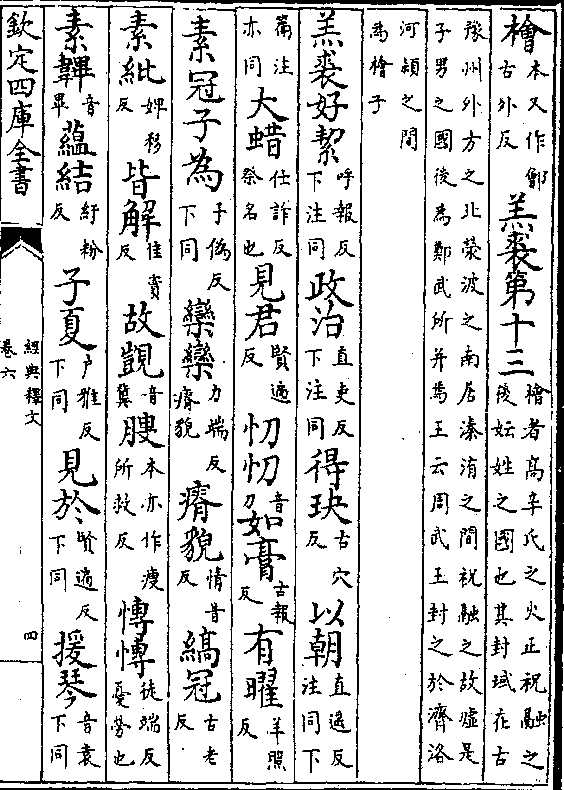 檜本又作鄶古外反羔裘第十三檜者高辛氏之火正祝融之後妘姓之國也其封域在古
豫州外方之北滎波之南居溱洧之間祝融之故墟是子男之國後為鄭武所并焉王云周武王封之於濟洛
河潁之間為檜子
羔裘好絜呼報反下注同政治直吏反下注同得玦古穴反以朝直遥反注同下
篇注亦同大蜡仕詐反祭名也見君賢遍反忉忉音刀如膏古報反有曜羊照反
素冠子為子偽反下同欒欒力端反瘠貌瘠貌情音反縞冠古老反
素紕婢移反皆解佳賣反故覬音冀膄本亦作瘦所救反慱慱徒端反憂勞也
素韠音畢蘊結紆粉反子夏户雅反下同見於賢遍反下同援琴音袁下同
欽定四庫全書
經典釋文
卷六
四